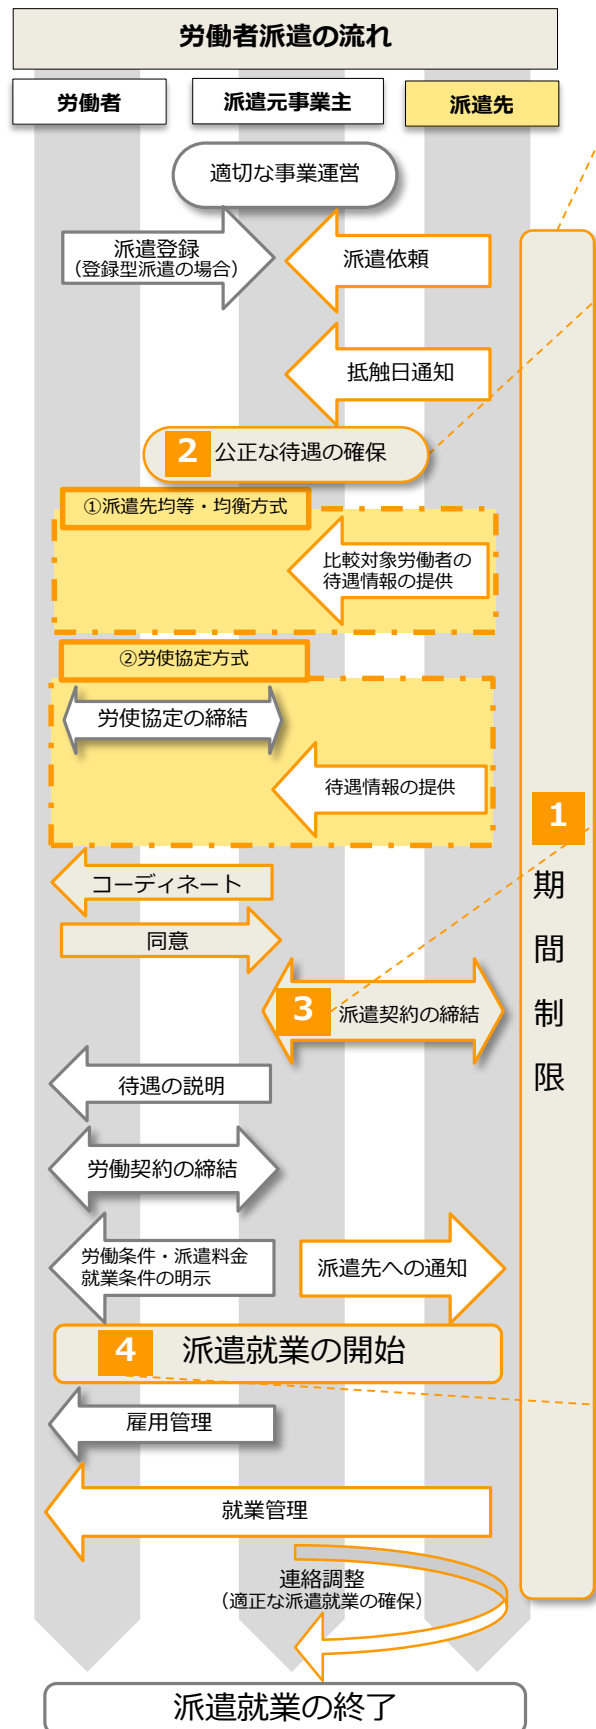 労働者派遣の流れ
労働者
派遣元事業主
派遣先
適切な事業運営
派遣登録
(登録型派遣の場合)
派遣依頼
抵触日通知
2 公正な待遇の確保
①派遣先均等・均衡方式
比較対象労働者の
待遇情報の提供
②労使協定方式
労使協定の締結
待遇情報の提供
1
期
間
制
限
コーディネート
同意
3 派遣契約の締結
待遇の説明
労働契約の締結
労働条件・派遣料金
就業条件の明示
派遣先への通知
4 派遣就業の開始
雇用管理
就業管理
連絡調整
(適正な派遣就業の確保)
派遣就業の終了